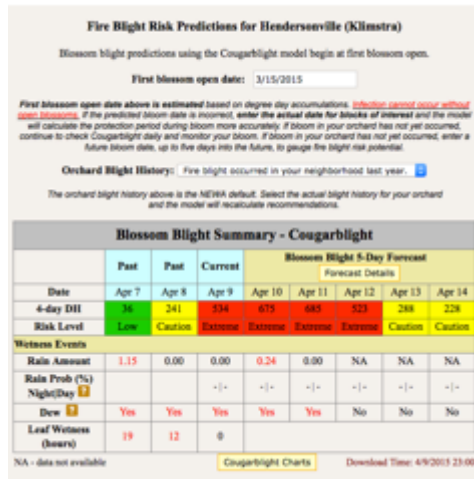 Fire Blight Risk Predictions for Hendersonville (Klimstra)
Blossom blight predictions using the Cougarblight model begin at first blossom open.
First blossom open date: 3/15/2015
First blossom open date above is estimated based on degree day accumulations. Infection cannot occur without
open blossoms. If the predicted bloom date is incorrect, enter the actual date for blocks of interest and the model
will calculate the protection period during bloom more accurately. If bloom in your orchard has not yet occurred,
continue to check Cougarblight daily and monitor your bloom. If bloom in your orchard has not yet occurred, enter a
future bloom date, up to five days into the future, to gauge fire blight risk potential.
Orchard Blight History: Fire blight occurred in your neighborhood last year.
The orchard blight history above is the NEWA default. Select the actual blight history for your orchard
and the model will recalculate recommendations.
Blossom Blight Summary - Cougarblight
Past Past Current Blossom Blight 5-Day Forecast
Forecast Details
Date Apr 7 Apr 8 Apr 9 Apr 10 Apr 11 Apr 12 Apr 13 Apr 14
4-day DH 36 241 534 675 685 523 288 228
Risk Level Low Caution Extreme Extreme Extreme Extreme Caution Caution
Wetness Events
Rain Amount 1.15 0.00 0.00 0.24 0.00 NA NA NA
Rain Prob (%)
Night|Day ? -|- -|- -|- -|- -|- -|-
Dew ? Yes Yes Yes Yes Yes No No No
Leaf Wetness
(hours) 19 12 0
NA - data not available Cougarblight Charts Download Time: 4/9/2015 23:00